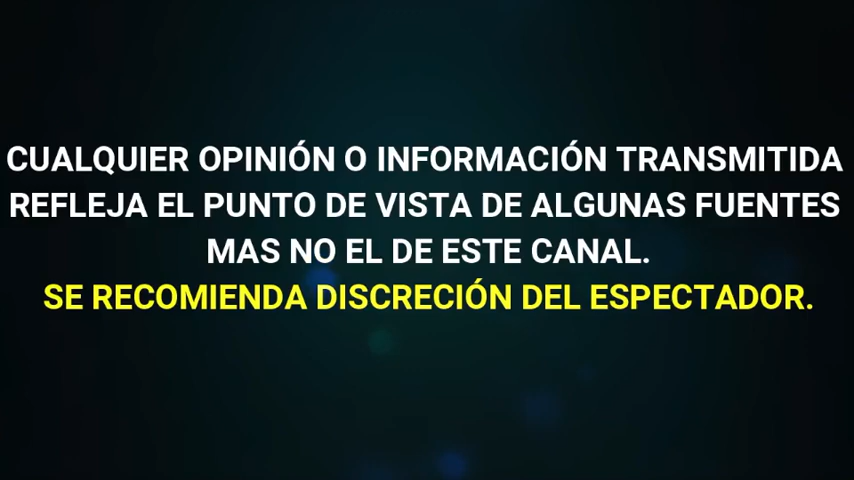 CUALQUIER OPINIÓN O INFORMACIÓN TRANSMITIDA
REFLEJA EL PUNTO DE VISTA DE ALGUNAS FUENTES
MAS NO EL DE ESTE CANAL.
SE RECOMIENDA DISCRECIÓN DEL ESPECTADOR.